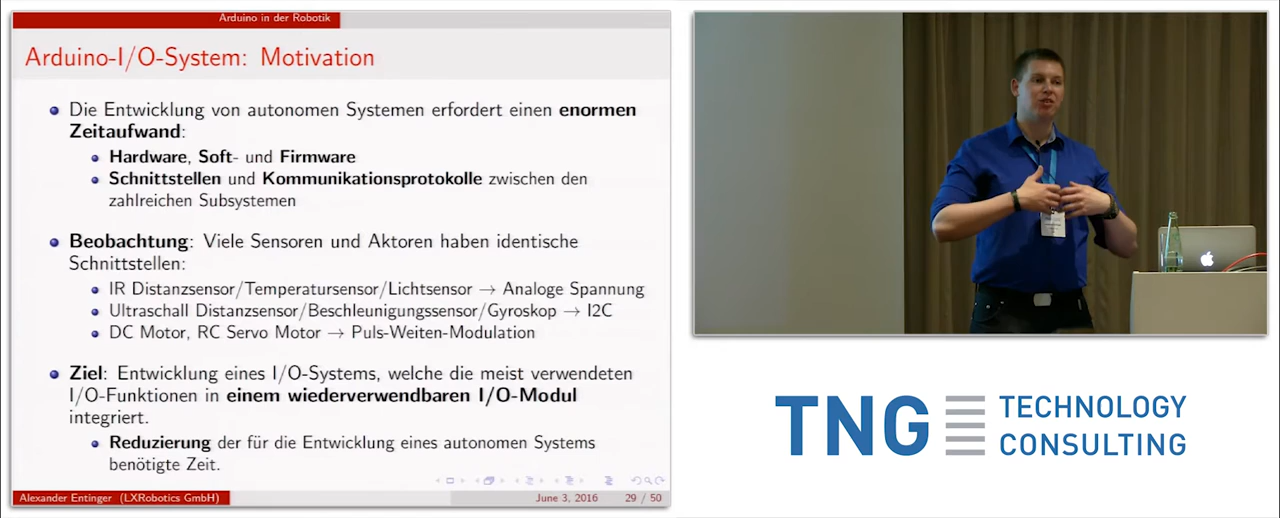 Arduino in der Robotik
Arduino-I/O-System: Motivation
Die Entwicklung von autonomen Systemen erfordert einen enormen
Zeitaufwand:
Hardware, Soft- und Firmware
Schnittstellen und Kommunikationsprotokolle zwischen den
zahlreichen Subsystemen
Beobachtung: Viele Sensoren und Aktoren haben identische
Schnittstellen:
IR Distanzsensor/Temperatursensor/Lichtsensor → Analoge Spannung
Ultraschall Distanzsensor/Beschleunigungssensor/Gyroskop → I2C
DC Motor, RC Servo Motor → Puls-Weiten-Modulation
Ziel: Entwicklung eines I/O-Systems, welche die meist verwendeten
I/O-Funktionen in einem wiederverwendbaren I/O-Modul
integriert.
Reduzierung der für die Entwicklung eines autonomen Systems
benötigte Zeit.
Alexander Entinger (LXRobotics GmbH)
June 3, 2016
29 / 50
TNG TECHNOLOGY
CONSULTING